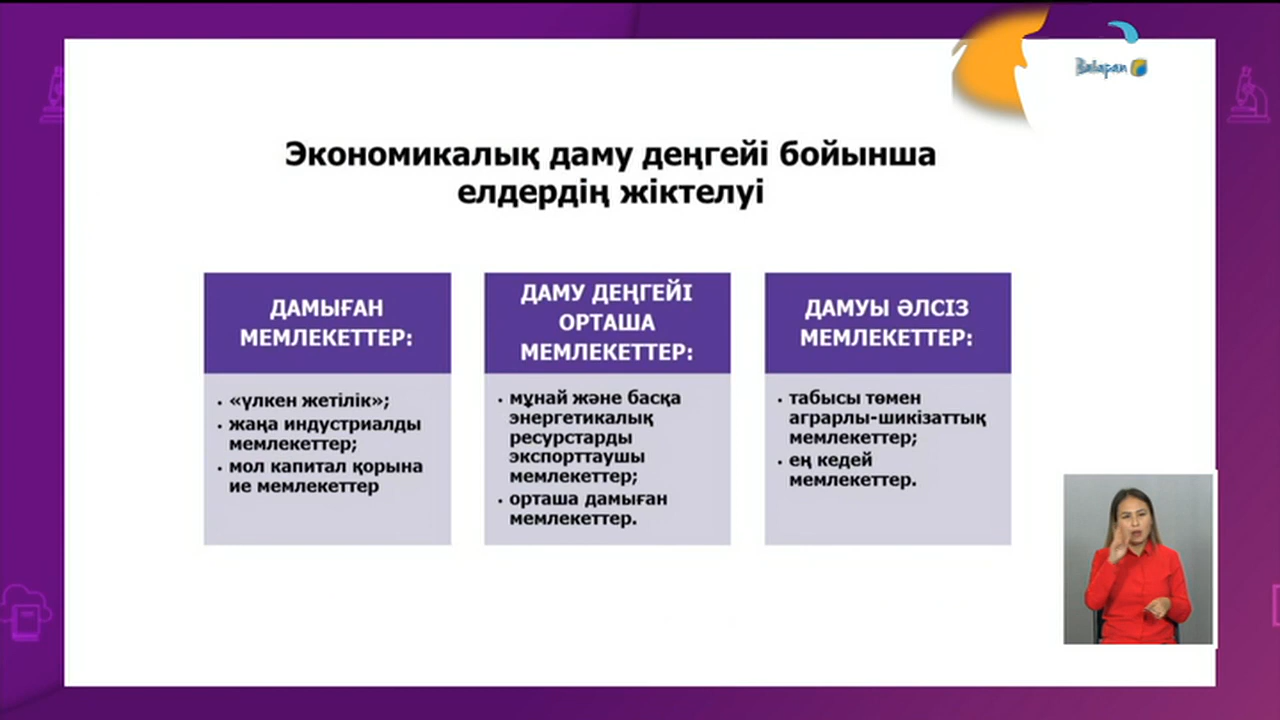 Balapan
Экономикалық даму деңгейі бойынша
елдердің жіктелуі
ДАМЫҒАН
МЕМЛЕКЕТТЕР:
• «үлкен жетілік»;
• жаңа индустриалды
мемлекеттер;
• мол капитал қорына
ие мемлекеттер
ДАМУ ДЕҢГЕЙІ
ОРТАША
МЕМЛЕКЕТТЕР:
• мұнай және басқа
энергетикалық
ресурстарды
экспорттаушы
мемлекеттер;
• орташа дамыған
мемлекеттер.
ДАМУЫ ӘЛСІЗ
МЕМЛЕКЕТТЕР:
• табысы төмен
аграрлы-шикізаттық
мемлекеттер;
• ең кедей
мемлекеттер.